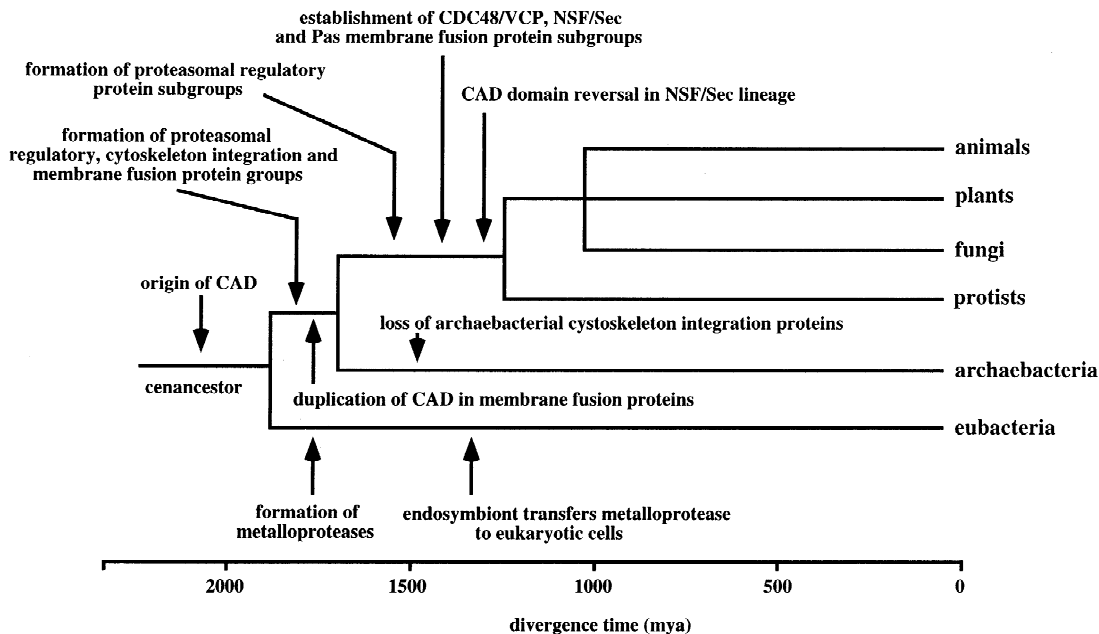 establishment of CDC48/VCP, NSF/Sec
and Pas membrane fusion protein subgroups
formation of proteasomal regulatory
protein subgroups
CAD domain reversal in NSF/Sec lineage
formation of proteasomal
regulatory, cytoskeleton integration and
membrane fusion protein groups
animals
plants
fungi
origin of CAD
protists
loss of archaebacterial cystoskeleton integration proteins
archaebacteria
cenancestor
duplication of CAD in membrane fusion proteins
eubacteria
formation of
metalloproteases
endosymbiont transfers metalloprotease
to eukaryotic cells
2000 1500 1000 500 0
divergence time (mya)